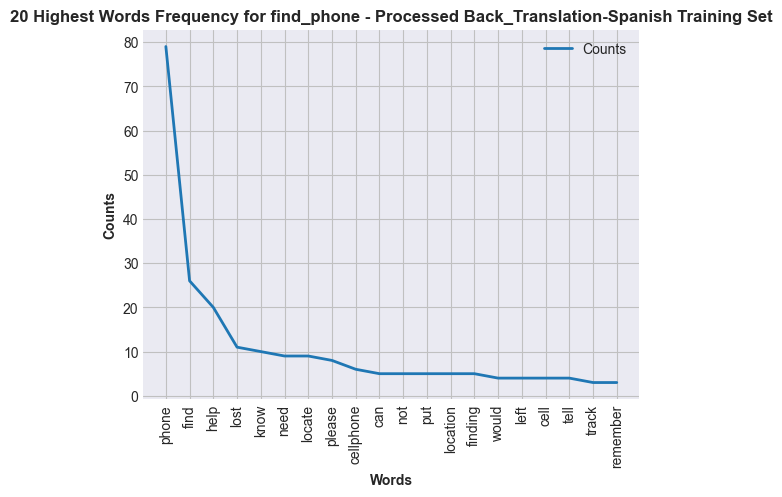 20 Highest Words Frequency for find_phone - Processed Back_Translation-Spanish Training Set
Counts
80
70
60
50
40
30
20
10
0
Counts
phone
find
help
lost
know
need
locate
please
cellphone
can
not
put
location
finding
would
left
cell
tell
track
remember
Words